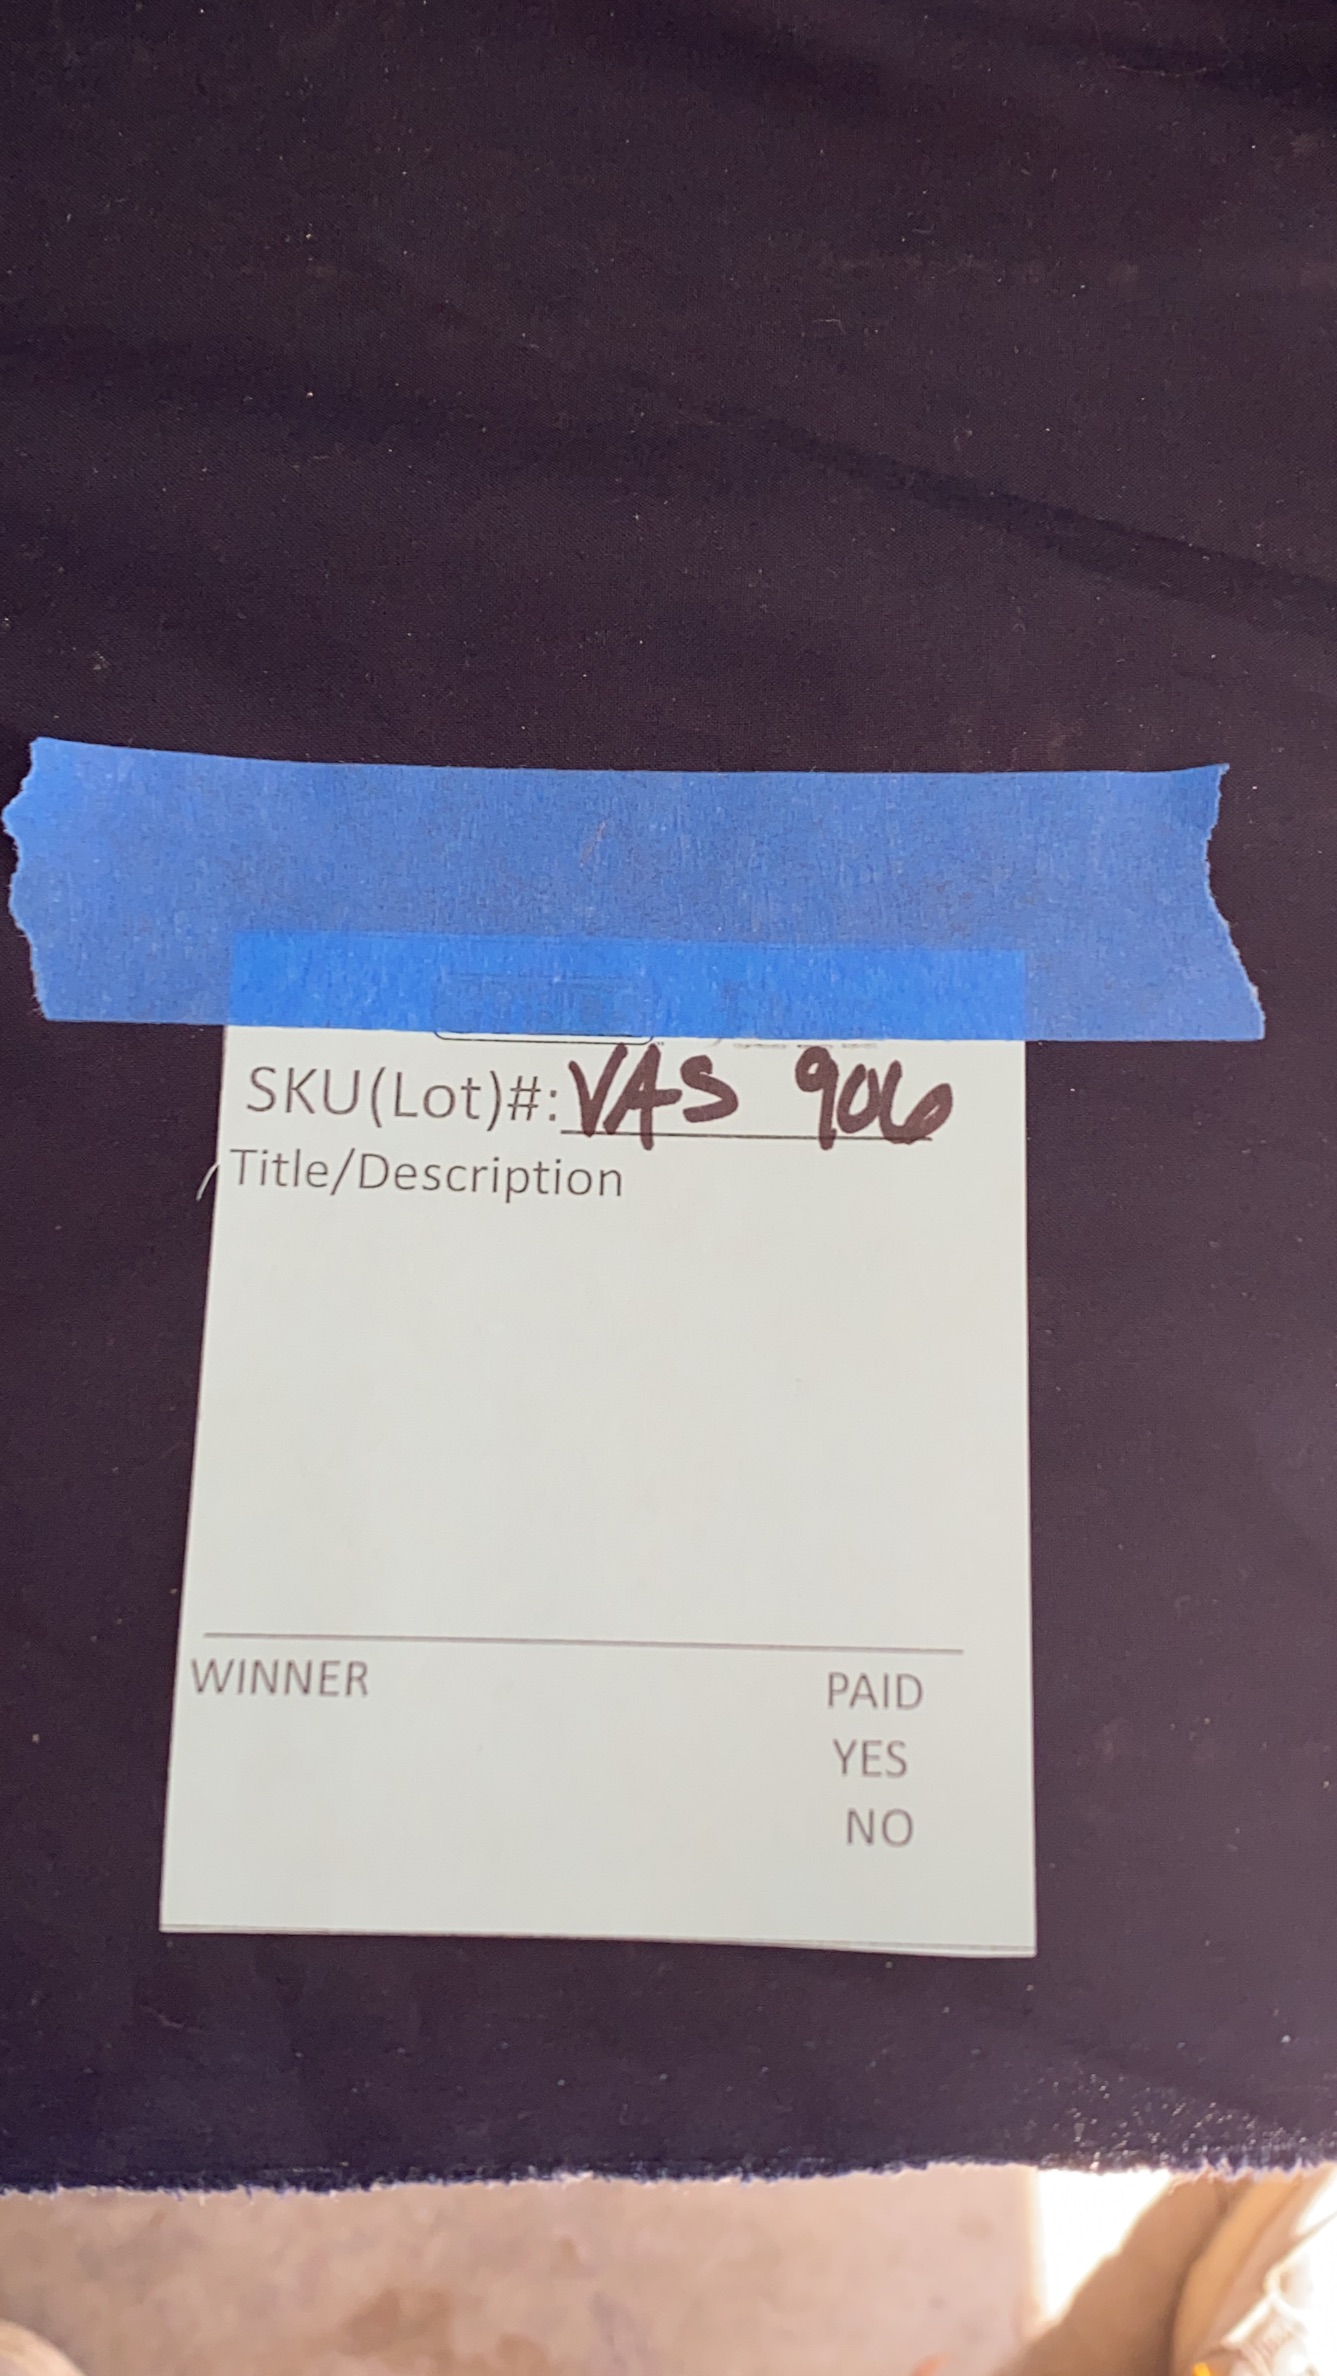 SKU(Lot)#: VAS 906
Title/Description
WINNER PAID
YES
NO